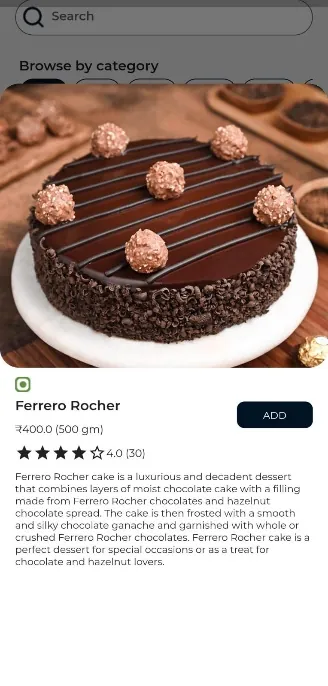 Search
Browse by category
Ferrero Rocher
₹400.0 (500 gm)
ADD
4.0 (30)
Ferrero Rocher cake is a luxurious and decadent dessert
that combines layers of moist chocolate cake with a filling
made from Ferrero Rocher chocolates and hazelnut
chocolate spread. The cake is then frosted with a smooth
and silky chocolate ganache and garnished with whole or
crushed Ferrero Rocher chocolates. Ferrero Rocher cake is a
perfect dessert for special occasions or as a treat for
chocolate and hazelnut lovers.